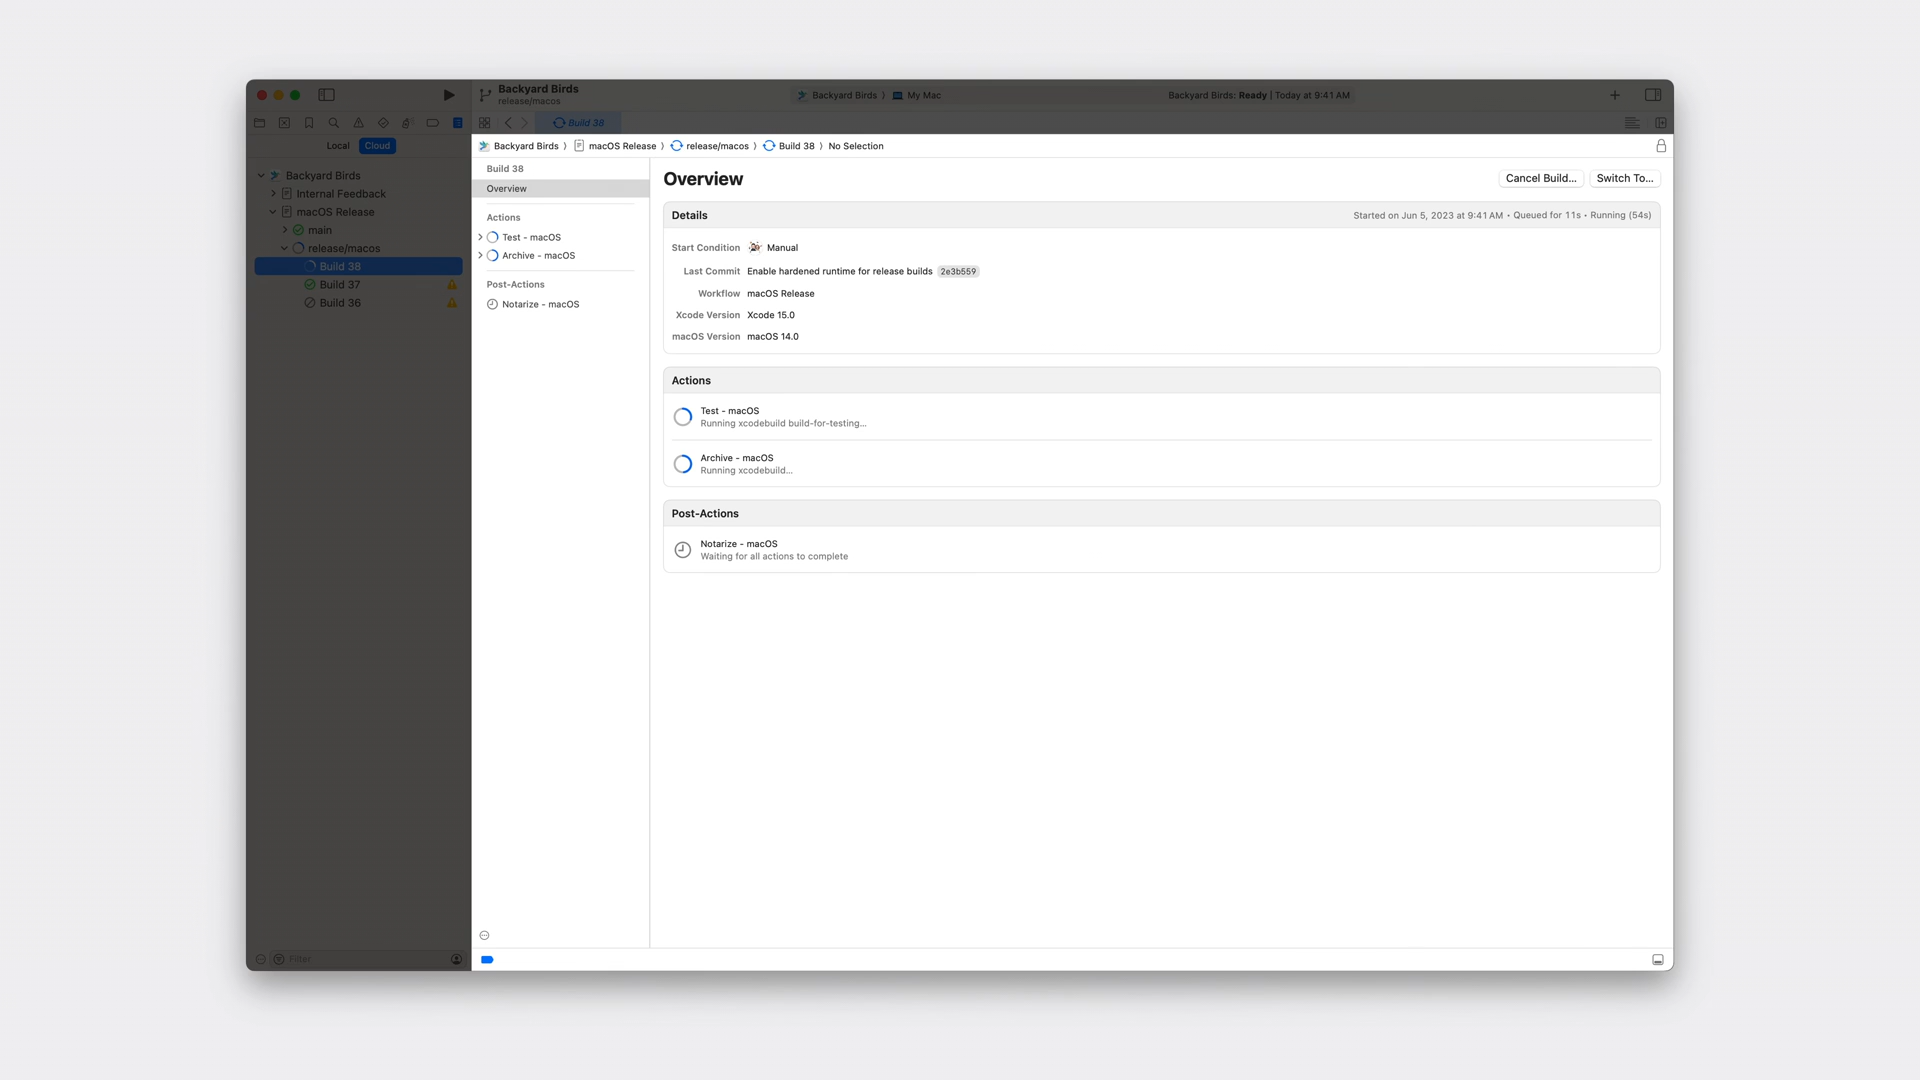 Backyard Birds
release/macos
Backyard Birds
My Mac
Backyard Birds: Ready | Today at 9:41 AM
Build 38
Local
Cloud
Backyard Birds
Internal Feedback
macOS Release
main
release/macos
Build 38
Build 37
Build 36
Filter
Backyard Birds
macOS Release
release/macos
Build 38
No Selection
Build 38
Overview
Actions
Test - macOS
Archive - macOS
Post-Actions
Notarize - macOS
Overview
Cancel Build...
Switch To...
Details
Started on Jun 5, 2023 at 9:41 AM • Queued for 11s • Running (54s)
Start Condition Manual
Last Commit Enable hardened runtime for release builds 2e3b559
Workflow macOS Release
Xcode Version Xcode 15.0
macOS Version macOS 14.0
Actions
Test - macOS
Running xcodebuild build-for-testing...
Archive - macOS
Running xcodebuild...
Post-Actions
Notarize - macOS
Waiting for all actions to complete